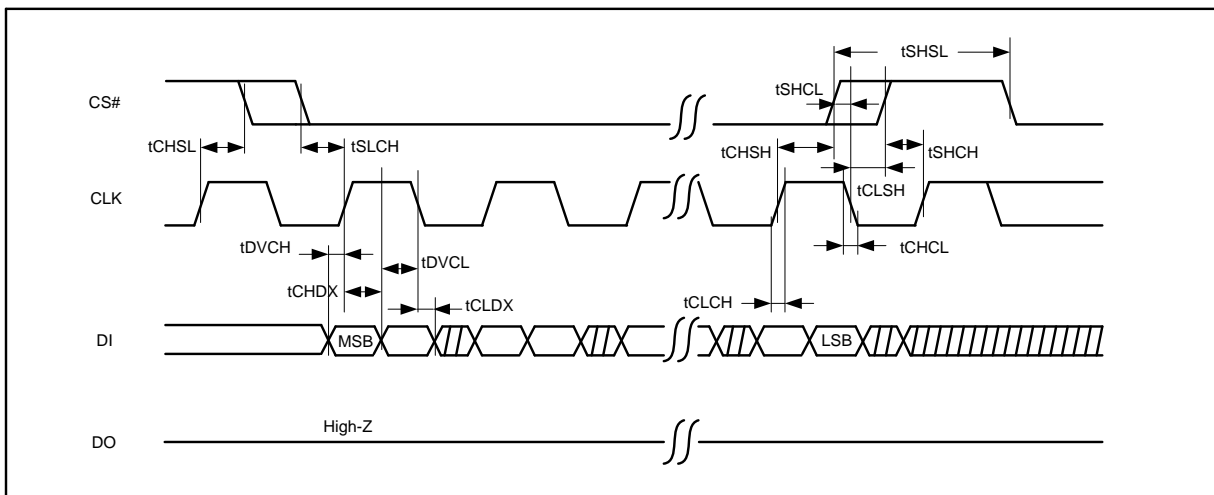 tSHSL
CS#
tSHCL
tCHSL
tSLCH
tCHSH
tSHCH
CLK
tCLSH
tDVCH
tDVCL
tCHCL
tCHDX
tCLDX
tCLCH
DI
MSB
LSB
High-Z
DO